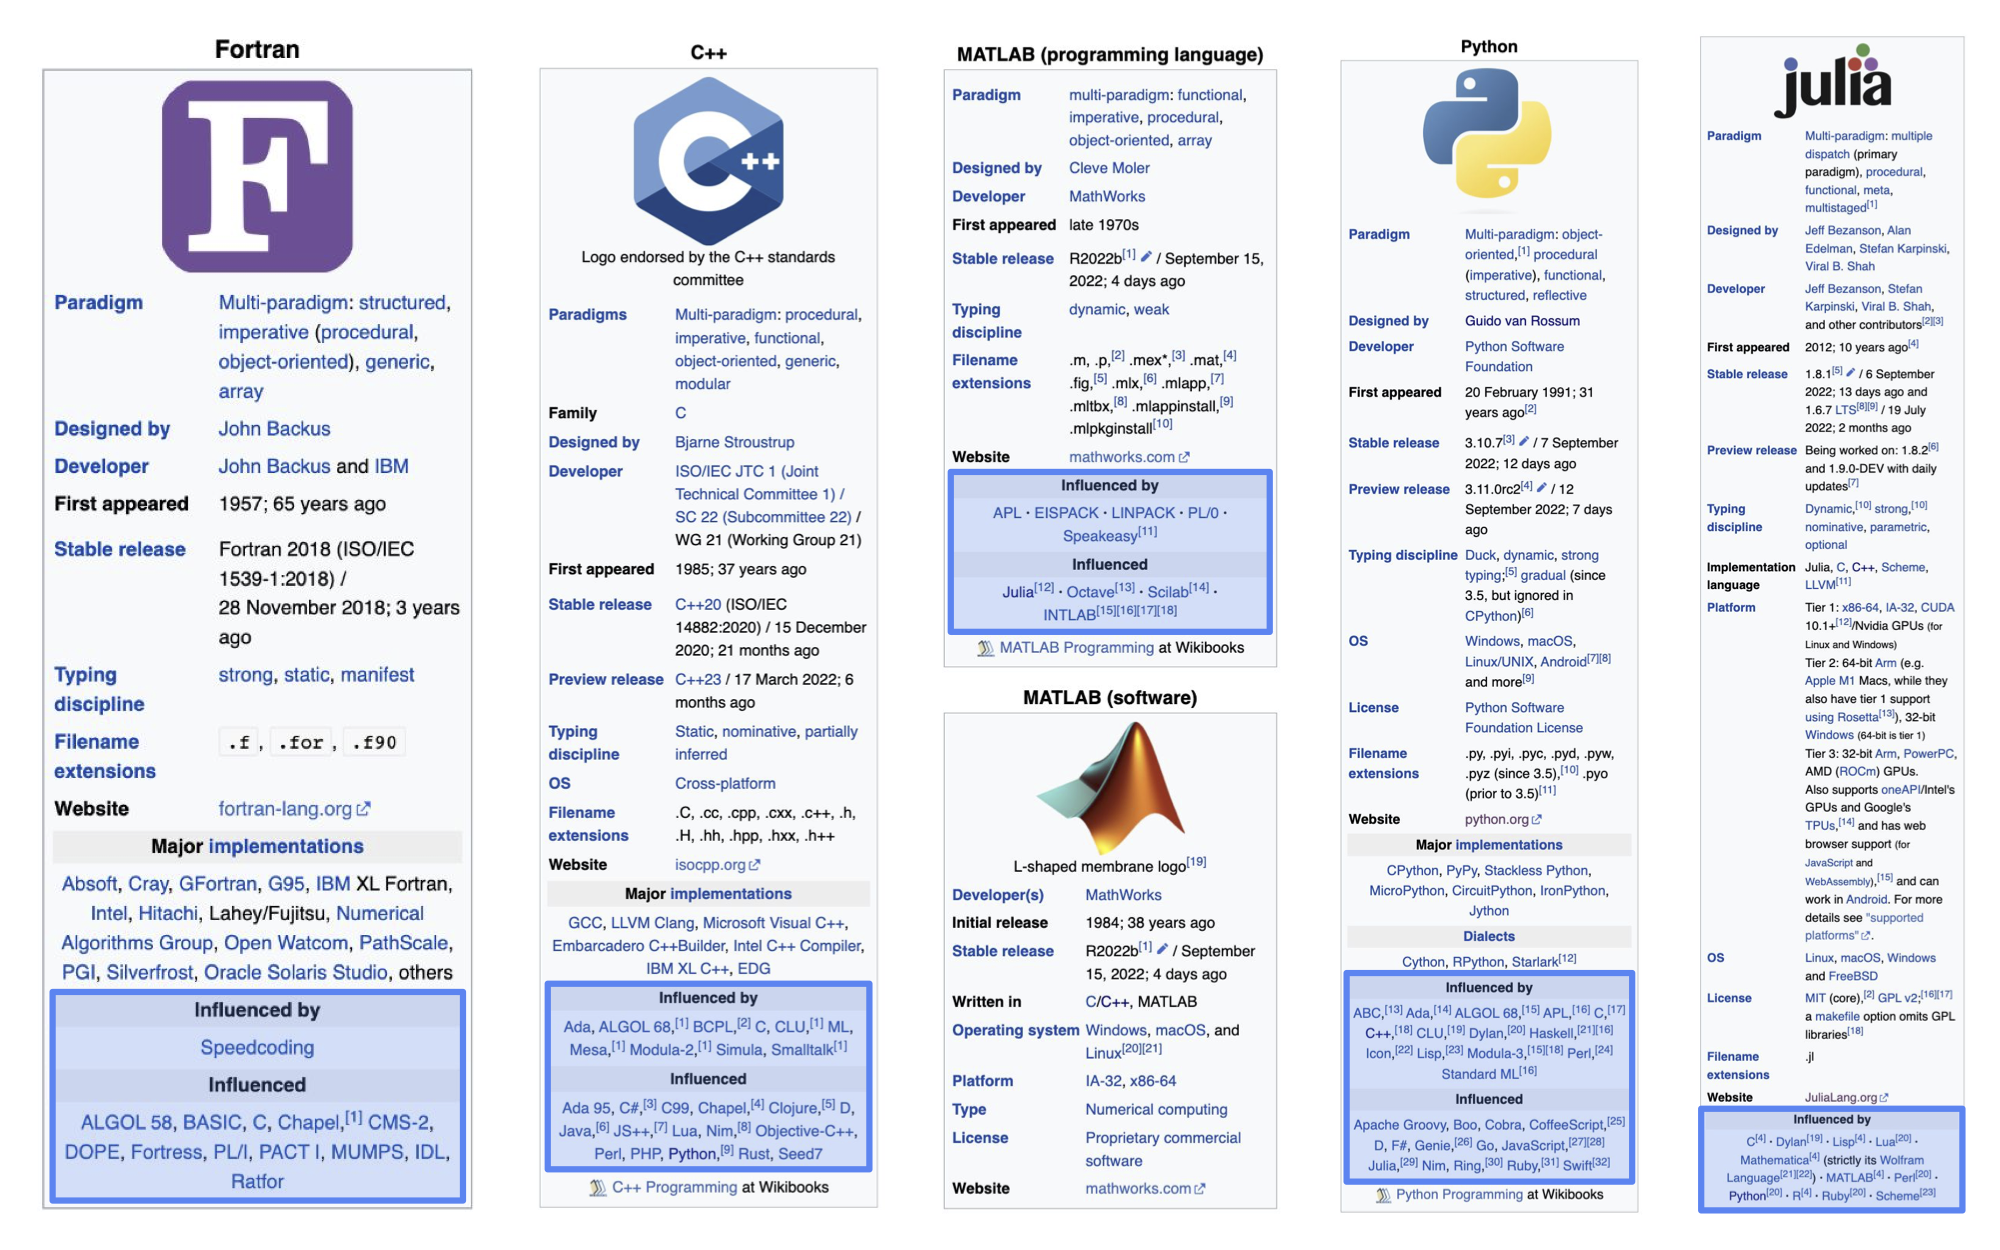 Fortran
F
Paradigm Multi-paradigm: structured,
imperative (procedural,
object-oriented), generic,
array
Designed by John Backus
Developer John Backus and IBM
First appeared 1957; 65 years ago
Stable release Fortran 2018 (ISO/IEC
1539-1:2018) /
28 November 2018; 3 years
ago
Typing strong, static, manifest
discipline
Filename .f , .for , .f90
extensions
Website fortran-lang.org
Major implementations
Absoft, Cray, GFortran, G95, IBM XL Fortran,
Intel, Hitachi, Lahey/Fujitsu, Numerical
Algorithms Group, Open Watcom, PathScale,
PGI, Silverfrost, Oracle Solaris Studio, others
Influenced by
Speedcoding
Influenced
ALGOL 58, BASIC, C, Chapel,[1] CMS-2,
DOPE, Fortress, PL/I, PACT I, MUMPS, IDL,
Ratfor
C++
C++
Logo endorsed by the C++ standards
committee
Paradigms Multi-paradigm: procedural,
imperative, functional,
object-oriented, generic,
modular
Family C
Designed by Bjarne Stroustrup
Developer ISO/IEC JTC 1 (Joint
Technical Committee 1) /
SC 22 (Subcommittee 22) /
WG 21 (Working Group 21)
First appeared 1985; 37 years ago
Stable release C++20 (ISO/IEC
14882:2020) / 15 December
2020; 21 months ago
Preview release C++23 / 17 March 2022; 6
months ago
Typing Static, nominative, partially
discipline inferred
OS Cross-platform
Filename .C, .cc, .cpp, .cxx, .c++, .h,
extensions .H, .hh, .hpp, .hxx, .h++
Website isocpp.org
Major implementations
GCC, LLVM Clang, Microsoft Visual C++,
Embarcadero C++Builder, Intel C++ Compiler,
IBM XL C++, EDG
Influenced by
Ada, ALGOL 68,[1] BCPL,[2] C, CLU,[1] ML,
Mesa,[1] Modula-2,[1] Simula, Smalltalk[1]
Influenced
Ada 95, C#,[3] C99, Chapel,[4] Clojure,[5] D,
Java,[6] JS++,[7] Lua, Nim,[8] Objective-C++,
Perl, PHP, Python,[9] Rust, Seed7
C++ Programming at Wikibooks
MATLAB (programming language)
Paradigm multi-paradigm: functional,
imperative, procedural,
object-oriented, array
Designed by Cleve Moler
Developer MathWorks
First appeared late 1970s
Stable release R2022b[1] / September 15,
2022; 4 days ago
Typing dynamic, weak
discipline
Filename .m, .p,[2] .mex*,[3] .mat,[4]
extensions .fig,[5] .mlx,[6] .mlapp,[7]
.mltbx,[8] .mlappinstall,[9]
.mlpkginstall[10]
Website mathworks.com
Influenced by
APL · EISPACK · LINPACK · PL/0 ·
Speakeasy[11]
Influenced
Julia[12] · Octave[13] · Scilab[14] ·
INTLAB[15][16][17][18]
MATLAB Programming at Wikibooks
MATLAB (software)
L-shaped membrane logo[19]
Developer(s) MathWorks
Initial release 1984; 38 years ago
Stable release R2022b[1] / September
15, 2022; 4 days ago
Written in C/C++, MATLAB
Operating system Windows, macOS, and
Linux[20][21]
Platform IA-32, x86-64
Type Numerical computing
License Proprietary commercial
software
Website mathworks.com
Python
Paradigm Multi-paradigm: object-
oriented,[1] procedural
(imperative), functional,
structured, reflective
Designed by Guido van Rossum
Developer Python Software
Foundation
First appeared 20 February 1991; 31
years ago[2]
Stable release 3.10.7[3] / 7 September
2022; 12 days ago
Preview release 3.11.0rc2[4] / 12
September 2022; 7 days
ago
Typing discipline Duck, dynamic, strong
typing;[5] gradual (since
3.5, but ignored in
CPython)[6]
OS Windows, macOS,
Linux/UNIX, Android[7][8]
and more[9]
License Python Software
Foundation License
Filename .py, .pyi, .pyc, .pyd, .pyw,
extensions .pyz (since 3.5),[10] .pyo
(prior to 3.5)[11]
Website python.org
Major implementations
CPython, PyPy, Stackless Python,
MicroPython, CircuitPython, IronPython,
Jython
Dialects
Cython, RPython, Starlark[12]
Influenced by
ABC,[13] Ada,[14] ALGOL 68,[15] APL,[16] C,[17]
C++,[18] CLU,[19] Dylan,[20] Haskell,[21][16]
Icon,[22] Lisp,[23] Modula-3,[15][18] Perl,[24]
Standard ML[16]
Influenced
Apache Groovy, Boo, Cobra, CoffeeScript,[25]
D, F#, Genie,[26] Go, JavaScript,[27][28]
Julia,[29] Nim, Ring,[30] Ruby,[31] Swift[32]
Python Programming at Wikibooks
julia
Paradigm Multi-paradigm: multiple
dispatch (primary
paradigm), procedural,
functional, meta,
multistaged[1]
Designed by Jeff Bezanson, Alan
Edelman, Stefan Karpinski,
Viral B. Shah
Developer Jeff Bezanson, Stefan
Karpinski, Viral B. Shah,
and other contributors[2][3]
First appeared 2012; 10 years ago[4]
Stable release 1.8.1[5] / 6 September
2022; 13 days ago and
1.6.7 LTS[8][9] / 19 July
2022; 2 months ago
Preview release Being worked on: 1.8.2[6]
and 1.9.0-DEV with daily
updates[7]
Typing Dynamic,[10] strong,[10]
discipline nominative, parametric,
optional
Implementation Julia, C, C++, Scheme,
language LLVM[11]
Platform Tier 1: x86-64, IA-32, CUDA
10.1+[12]/Nvidia GPUs (for
Linux and Windows)
Tier 2: 64-bit Arm (e.g.
Apple M1 Macs, while they
also have tier 1 support
using Rosetta[13]), 32-bit
Windows (64-bit is tier 1)
Tier 3: 32-bit Arm, PowerPC,
AMD (ROCm) GPUs.
Also supports oneAPI/Intel's
GPUs and Google's
TPUs,[14] and has web
browser support (for
JavaScript and
WebAssembly),[15] and can
work in Android. For more
details see "supported
platforms".
OS Linux, macOS, Windows
and FreeBSD
License MIT (core),[2] GPL v2;[16][17]
a makefile option omits GPL
libraries[18]
Filename .jl
extensions
Website JuliaLang.org
Influenced by
C[4] · Dylan[19] · Lisp[4] · Lua[20] ·
Mathematica[4] (strictly its Wolfram
Language[21][22]) · MATLAB[4] · Perl[20] ·
Python[20] · R[4] · Ruby[20] · Scheme[23]